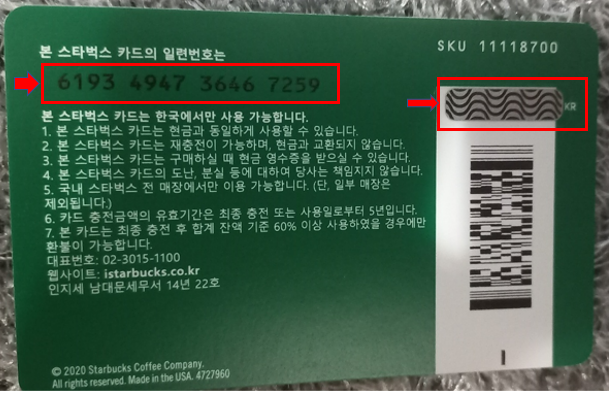 본 스타벅스 카드의 일련번호는
SKU 11118700
6193 4947 3646 7259
KR
본 스타벅스 카드는 한국에서만 사용 가능합니다.
1. 본 스타벅스 카드는 현금과 동일하게 사용할 수 있습니다.
2. 본 스타벅스 카드는 재충전이 가능하며, 현금과 교환되지 않습니다.
3. 본 스타벅스 카드는 구매하실 때 현금 영수증을 받으실 수 있습니다.
4. 본 스타벅스 카드의 도난, 분실 등에 대하여 당사는 책임지지 않습니다.
5. 국내 스타벅스 전 매장에서만 이용 가능합니다. (단, 일부 매장은
제외됩니다.)
6. 카드 충전금액의 유효기간은 최종 충전 또는 사용일로부터 5년입니다.
7. 본 카드는 최종 충전 후 합계 잔액 기준 60% 이상 사용하였을 경우에만
환불이 가능합니다.
대표번호: 02-3015-1100
웹사이트: istarbucks.co.kr
인지세 남대문세무서 14년 22호
© 2020 Starbucks Coffee Company.
All rights reserved. Made in the USA. 4727960